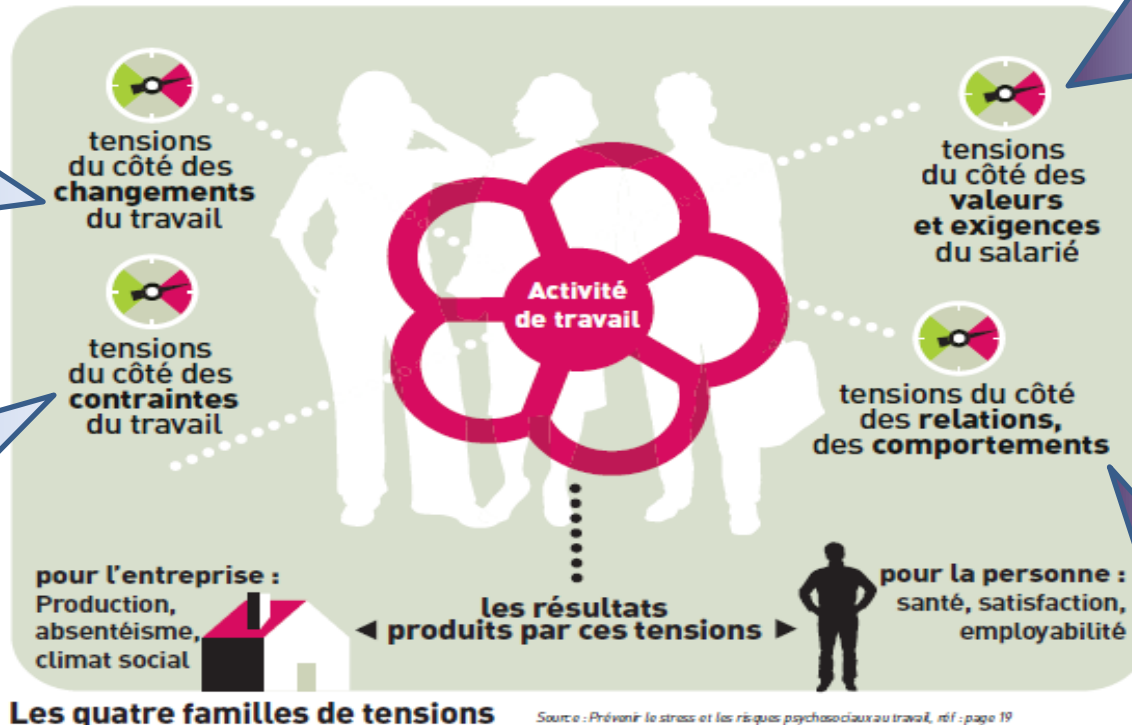 tensions
du côté des
changements
du travail
tensions
du côté des
contraintes
du travail
Activité
de travail
tensions
du côté des
valeurs
et exigences
du salarié
tensions du côté
des relations,
des comportements
pour l'entreprise :
Production,
absentéisme,
climat social
les résultats
◄ produits par ces tensions ►
pour la personne :
santé, satisfaction,
employabilité
Les quatre familles de tensions
Source : Prévenir le stress et les risques psychosociaux au travail, réf : page 19